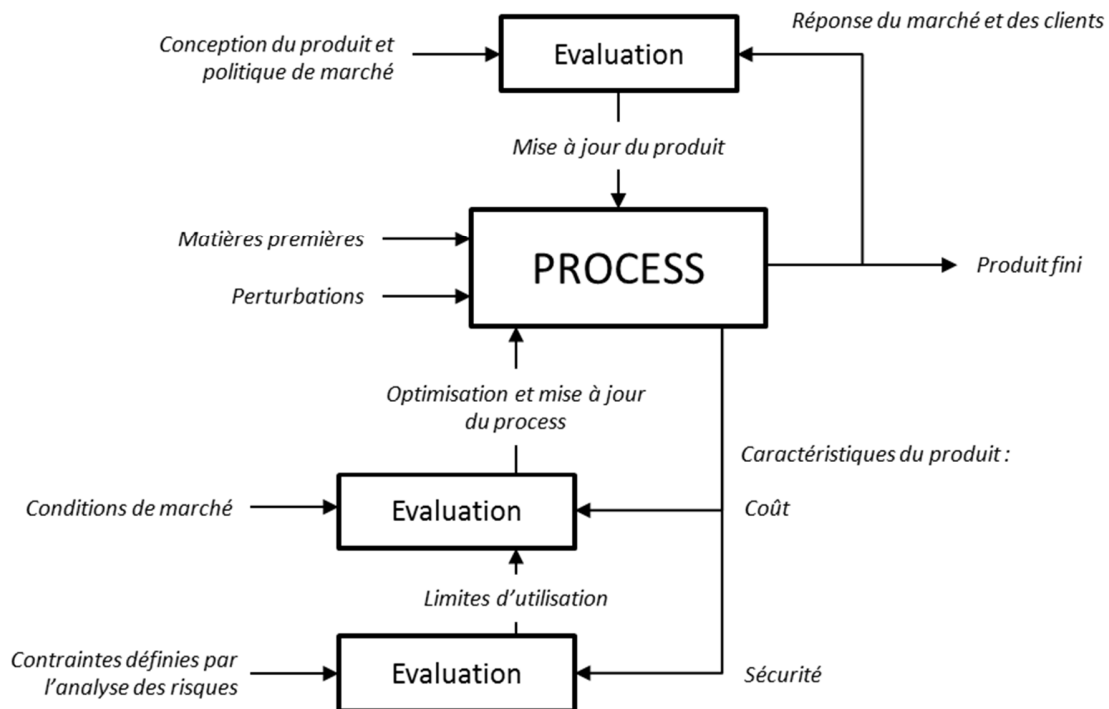 Réponse du marché et des clients
Conception du produit et
politique de marché
Evaluation
Mise à jour du produit
Matières premières
PROCESS
Produit fini
Perturbations
Optimisation et mise à jour
du process
Caractéristiques du produit :
Conditions de marché
Evaluation
Coût
Limites d'utilisation
Contraintes définies par
l'analyse des risques
Evaluation
Sécurité